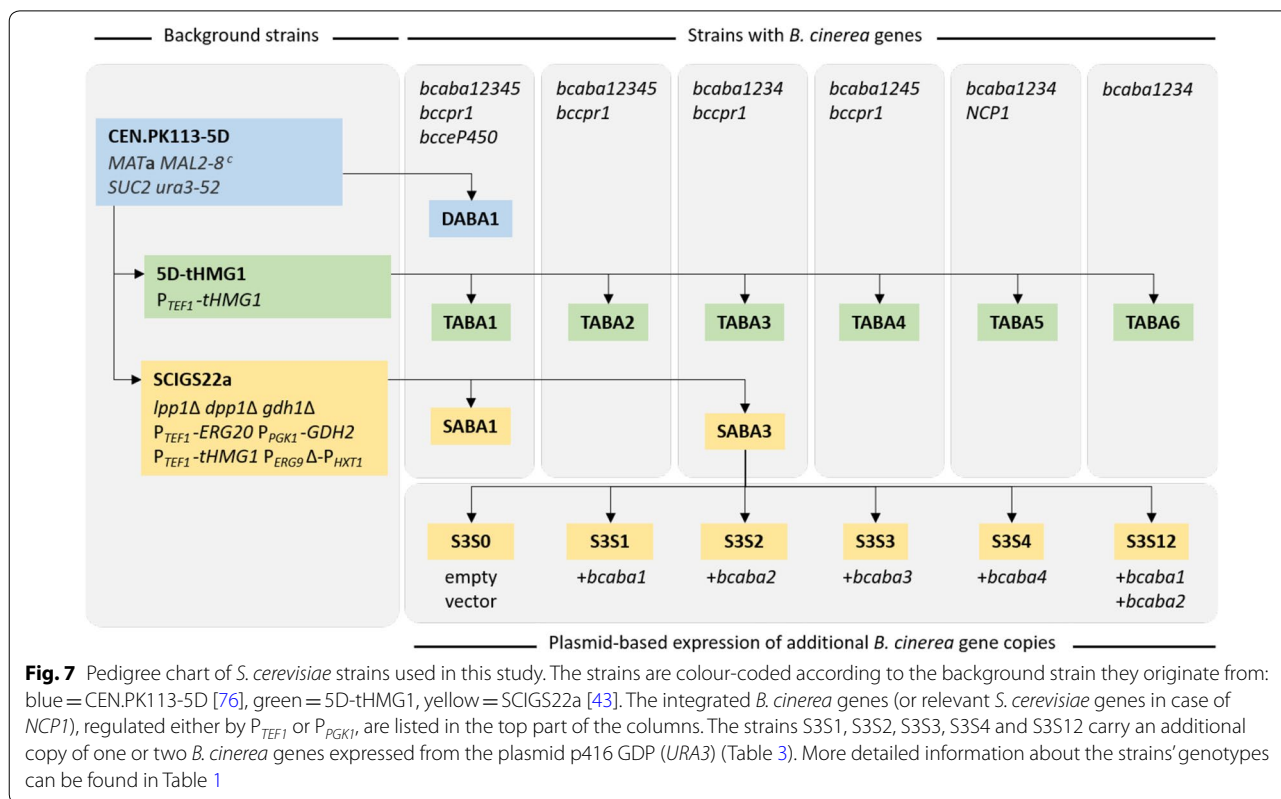 Background strains
Strains with B. cinerea genes
bcaba12345
bccpr1
bcceP450
bcaba12345
bccpr1
bcaba1234
bccpr1
bcaba1245
bccpr1
bcaba1234
NCP1
bcaba1234
CEN.PK113-5D
MATa MAL2-8ᶜ
SUC2 ura3-52
DABA1
5D-tHMG1
P_TEF1-tHMG1
TABA1
TABA2
TABA3
TABA4
TABA5
TABA6
SCIGS22a
lpp1Δ dpp1Δ gdh1Δ
P_TEF1-ERG20 P_PGK1-GDH2
P_TEF1-tHMG1 P_ERG9Δ-P_HXT1
SABA1
SABA3
S3S0
empty
vector
S3S1
+bcaba1
S3S2
+bcaba2
S3S3
+bcaba3
S3S4
+bcaba4
S3S12
+bcaba1
+bcaba2
Plasmid-based expression of additional B. cinerea gene copies
Fig. 7 Pedigree chart of S. cerevisiae strains used in this study. The strains are colour-coded according to the background strain they originate from:
blue = CEN.PK113-5D [76], green = 5D-tHMG1, yellow = SCIGS22a [43]. The integrated B. cinerea genes (or relevant S. cerevisiae genes in case of
NCP1), regulated either by P_TEF1 or P_PGK1, are listed in the top part of the columns. The strains S3S1, S3S2, S3S3, S3S4 and S3S12 carry an additional
copy of one or two B. cinerea genes expressed from the plasmid p416 GDP (URA3) (Table 3). More detailed information about the strains' genotypes
can be found in Table 1